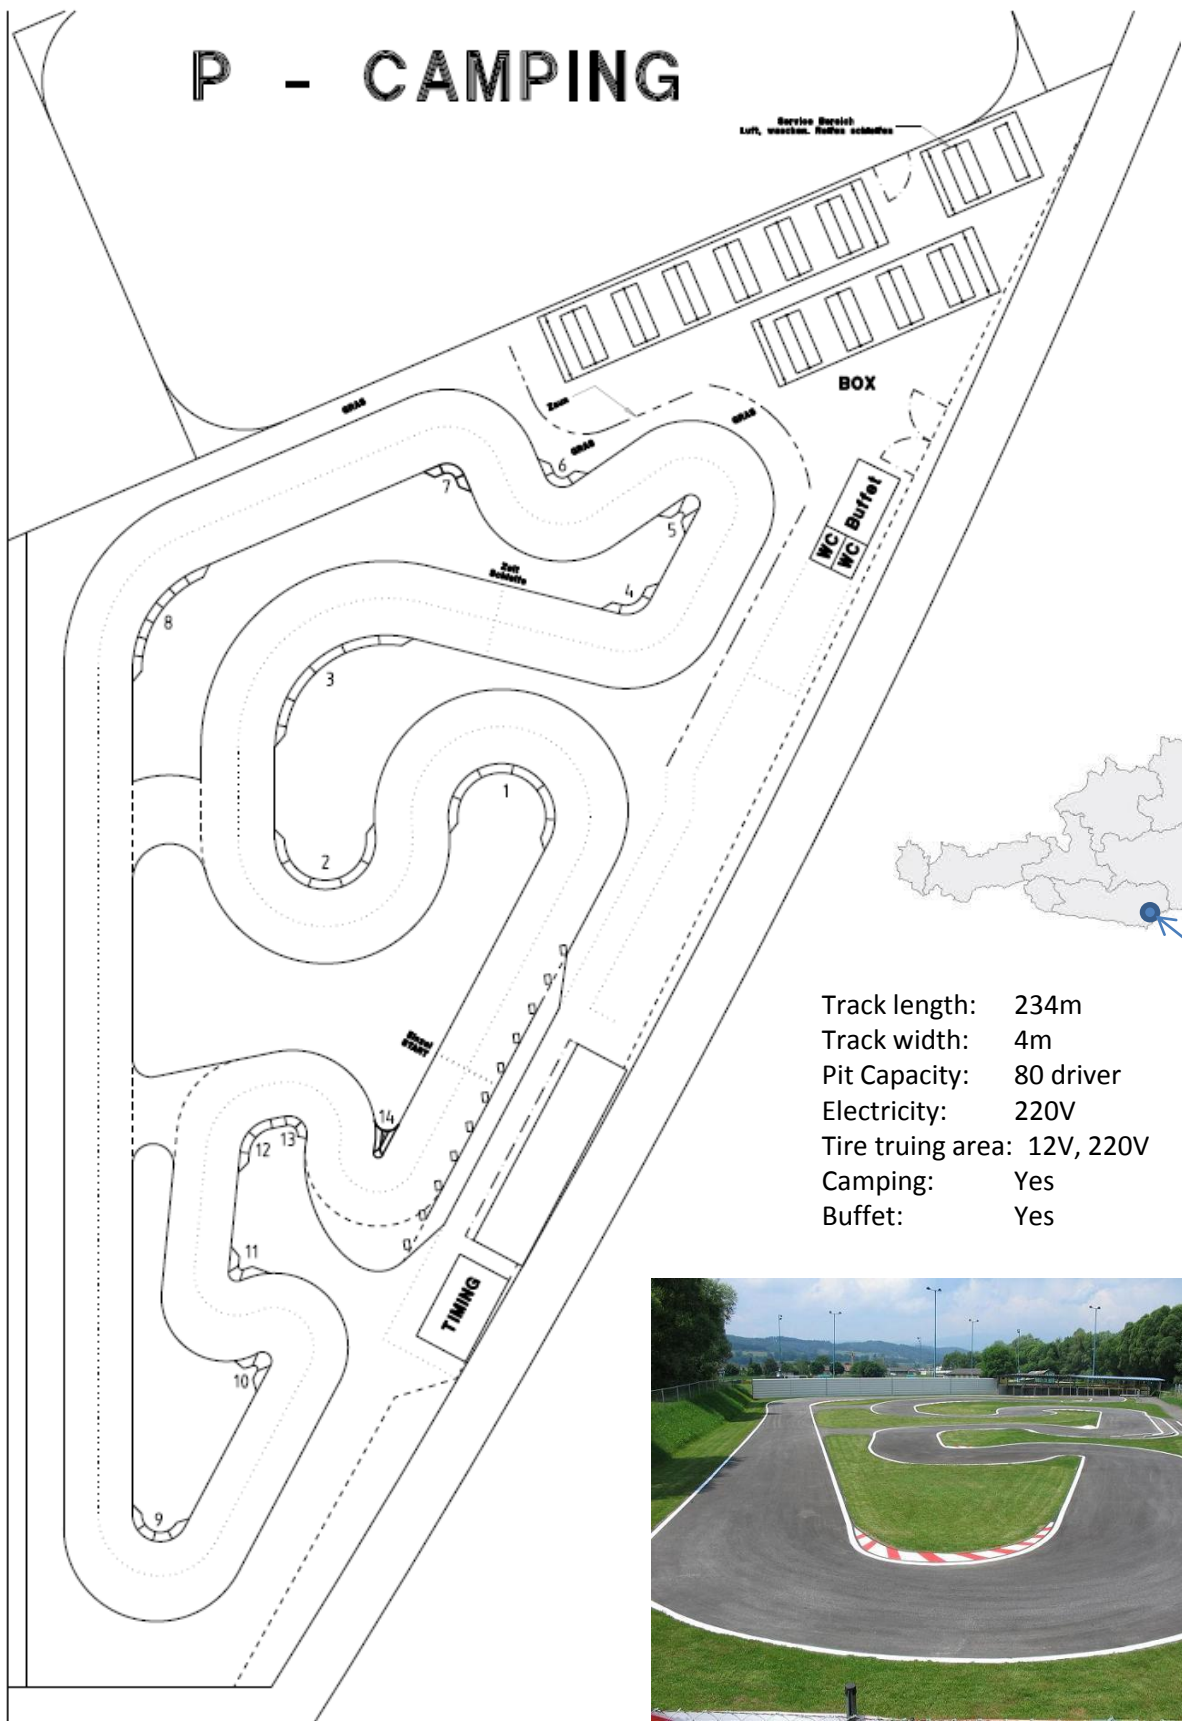 P - CAMPING
Service Bereich
Luft, waschen. Reifen schleifen
GRAS
Zaun
GRAS
GRAS
BOX
6
7
5
Buffet
WC
WC
Zeit
Schleife
4
8
3
1
2
Einzel
START
14
12
13
11
10
9
TIMING
Track length: 234m
Track width: 4m
Pit Capacity: 80 driver
Electricity: 220V
Tire truing area: 12V, 220V
Camping: Yes
Buffet: Yes